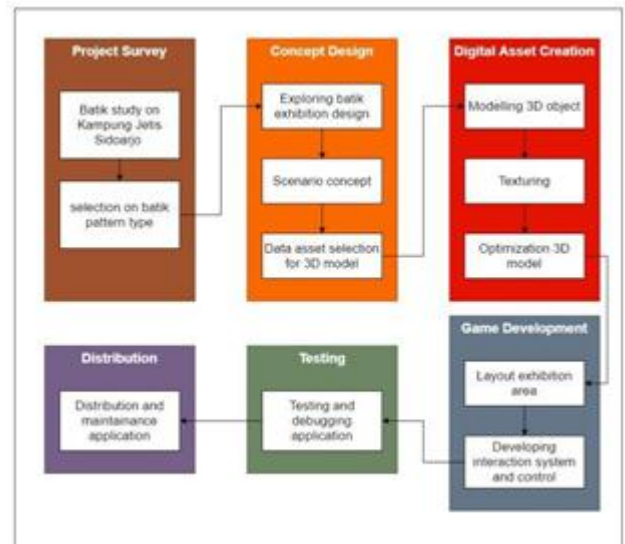 Project Survey
Batik study on
Kampung Jetis
Sidoarjo
selection on batik
pattern type
Concept Design
Exploring batik
exhibition design
Scenario concept
Data asset selection
for 3D model
Digital Asset Creation
Modelling 3D object
Texturing
Optimization 3D
model
Game Development
Layout exhibition
area
Developing
interaction system
and control
Testing
Testing and
debugging
application
Distribution
Distribution and
maintainance
application